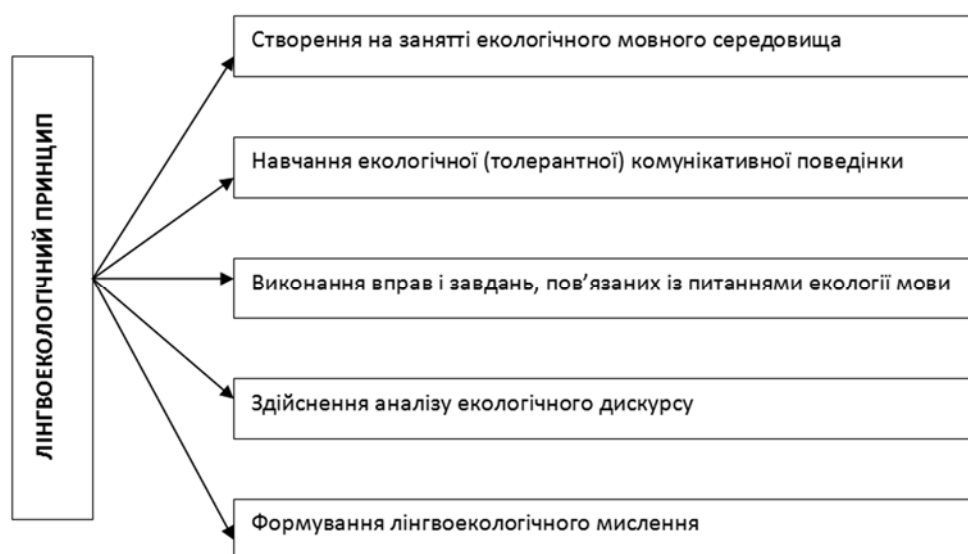 ЛІНГВОЕКОЛОГІЧНИЙ ПРИНЦИП
Створення на занятті екологічного мовного середовища
Навчання екологічної (толерантної) комунікативної поведінки
Виконання вправ і завдань, пов’язаних із питаннями екології мови
Здійснення аналізу екологічного дискурсу
Формування лінгвоекологічного мислення